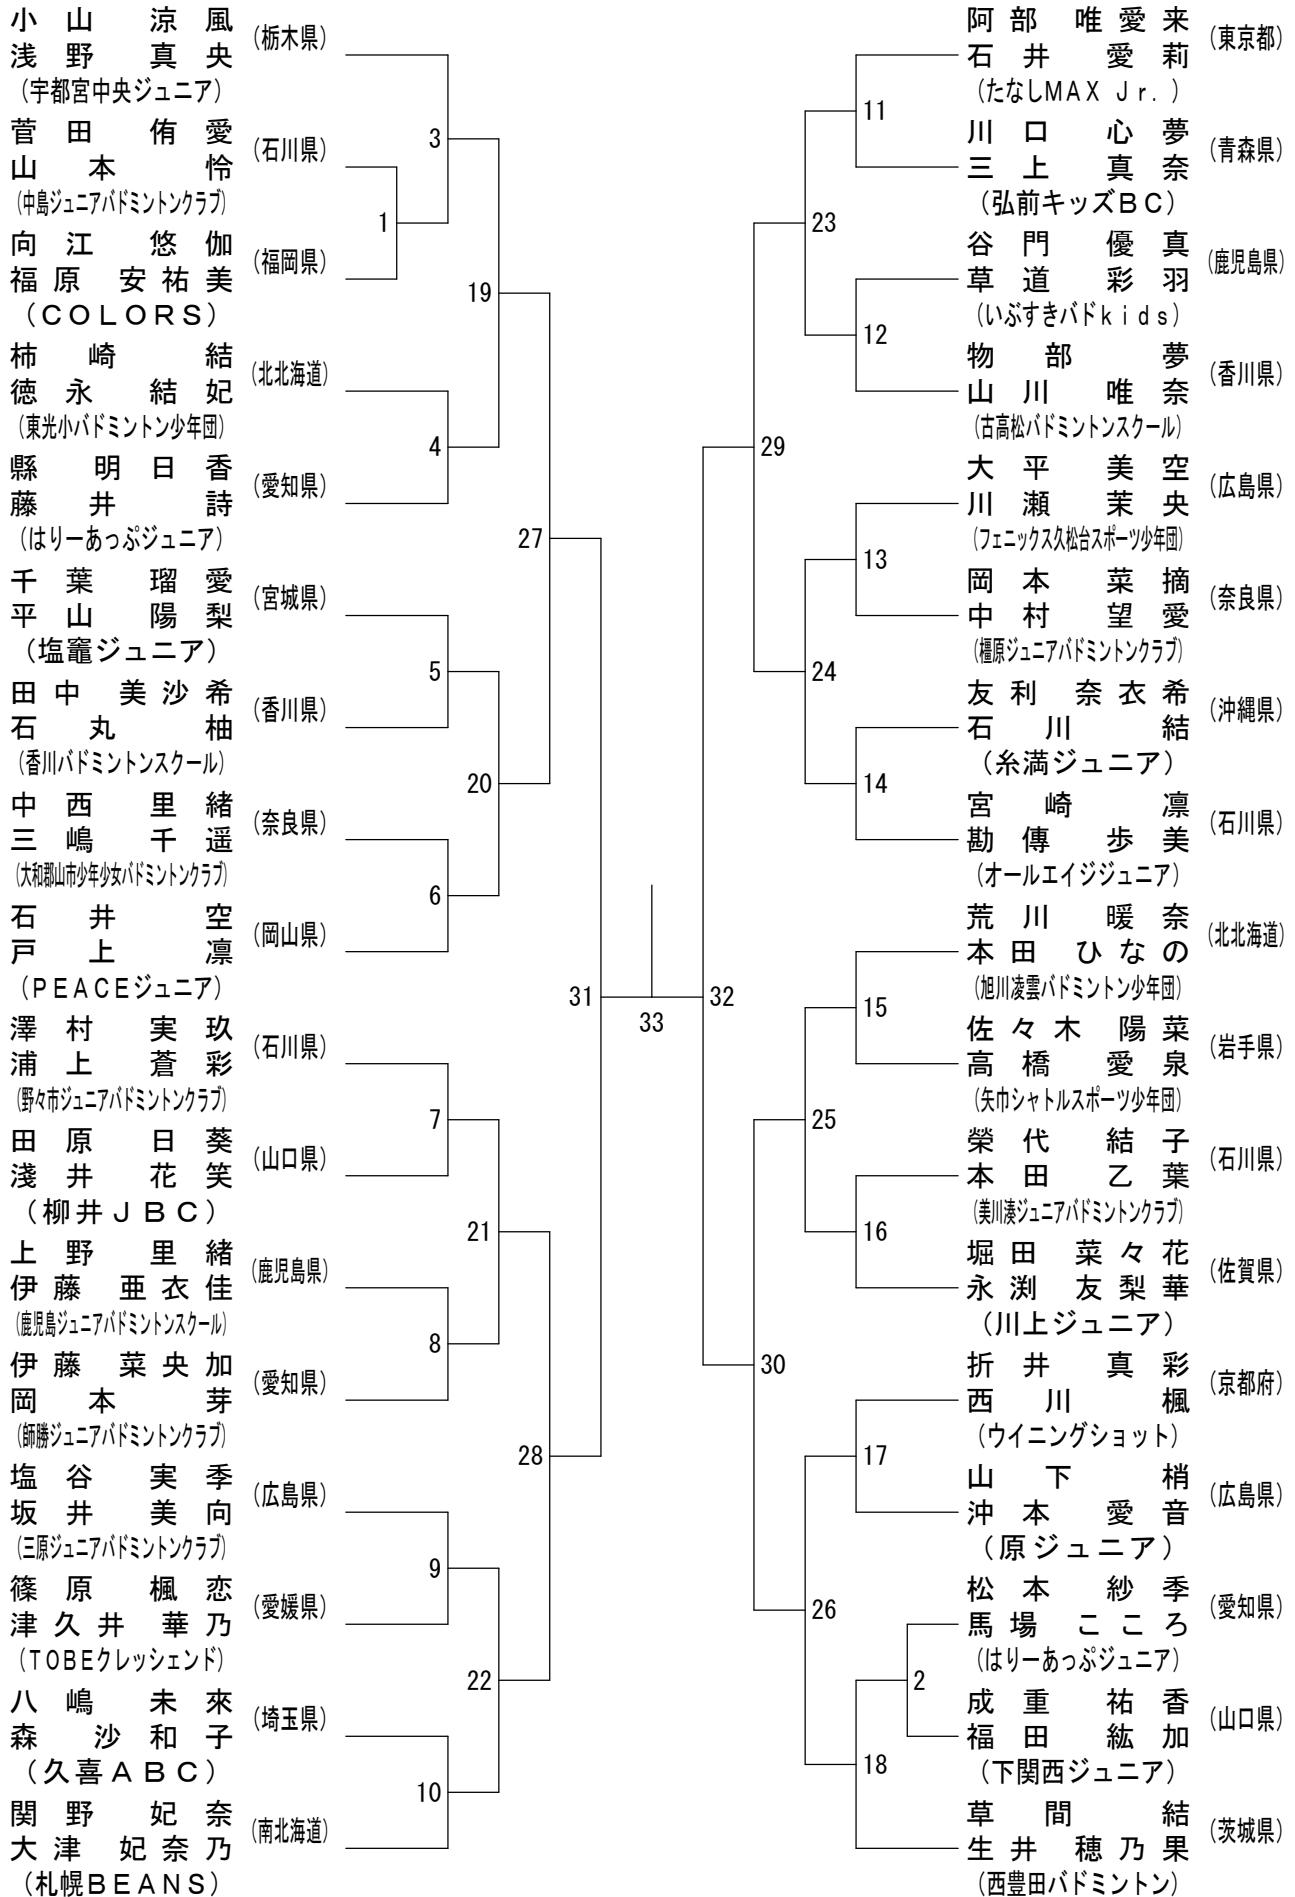 小山 涼風
浅野 真央
(栃木県)
(宇都宮中央ジュニア)
菅田 侑愛
山本 怜
(石川県)
(中島ジュニアバドミントンクラブ)
向江 悠伽
福原 安祐美
(福岡県)
(COLORS)
柿崎 結
徳永 結妃
(北北海道)
(東光小バドミントン少年団)
縣 明日香
藤井 詩
(愛知県)
(はりーあっぷジュニア)
千葉 瑠愛
平山 陽梨
(宮城県)
(塩竈ジュニア)
田中 美沙希
石丸 柚
(香川県)
(香川バドミントンスクール)
中西 里緒
三嶋 千遥
(奈良県)
(大和郡山市少年少女バドミントンクラブ)
石井 空
戸上 凛
(岡山県)
(PEACEジュニア)
澤村 実玖
浦上 蒼彩
(石川県)
(野々市ジュニアバドミントンクラブ)
田原 日葵
淺井 花笑
(山口県)
(柳井JBC)
上野 里緒
伊藤 亜衣佳
(鹿児島県)
(鹿児島ジュニアバドミントンスクール)
伊藤 菜央加
岡本 芽
(愛知県)
(師勝ジュニアバドミントンクラブ)
塩谷 実季
坂井 美向
(広島県)
(三原ジュニアバドミントンクラブ)
篠原 楓恋
津久井 華乃
(愛媛県)
(TOBEクレッシェンド)
八嶋 未來
森 沙和子
(埼玉県)
(久喜ABC)
関野 妃奈
大津 妃奈乃
(南北海道)
(札幌BEANS)
1
3
4
5
6
7
8
9
10
19
20
21
22
27
28
31
33
32
29
30
23
24
25
26
11
12
13
14
15
16
17
18
2
阿部 唯愛来
石井 愛莉
(東京都)
(たなしMAX Jr.)
川口 心夢
三上 真奈
(青森県)
(弘前キッズBC)
谷門 優真
草道 彩羽
(鹿児島県)
(いぶすきバドkids)
物部 夢
山川 唯奈
(香川県)
(古高松バドミントンスクール)
大平 美空
川瀬 茉央
(広島県)
(フェニックス久松台スポーツ少年団)
岡本 菜摘
中村 望愛
(奈良県)
(橿原ジュニアバドミントンクラブ)
友利 奈衣希
石川 結
(沖縄県)
(糸満ジュニア)
宮崎 凛
勘傳 歩美
(石川県)
(オールエイジジュニア)
荒川 暖奈
本田 ひなの
(北北海道)
(旭川凌雲バドミントン少年団)
佐々木 陽菜
高橋 愛泉
(岩手県)
(矢巾シャトルスポーツ少年団)
榮代 結子
本田 乙葉
(石川県)
(美川湊ジュニアバドミントンクラブ)
堀田 菜々花
永渕 友梨華
(佐賀県)
(川上ジュニア)
折井 真彩
西川 楓
(京都府)
(ウイニングショット)
山下 梢
沖本 愛音
(広島県)
(原ジュニア)
松本 紗季
馬場 こころ
(愛知県)
(はりーあっぷジュニア)
成重 祐香
福田 紘加
(山口県)
(下関西ジュニア)
草間 結
生井 穂乃果
(茨城県)
(西豊田バドミントン)